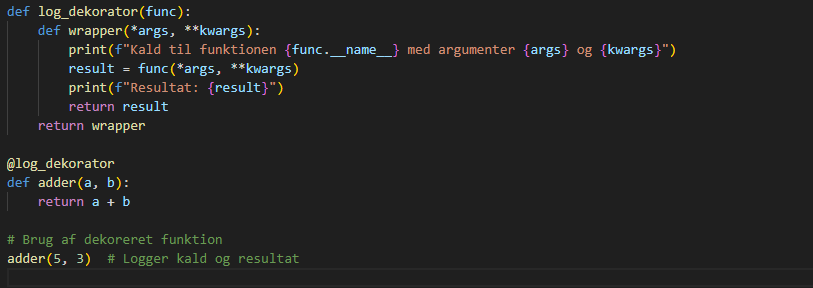 def log_dekorator(func):
    def wrapper(*args, **kwargs):
        print(f"Kald til funktionen {func.__name__} med argumenter {args} og {kwargs}")
        result = func(*args, **kwargs)
        print(f"Resultat: {result}")
        return result
    return wrapper

@log_dekorator
def adder(a, b):
    return a + b

# Brug af dekoreret funktion
adder(5, 3)  # Logger kald og resultat